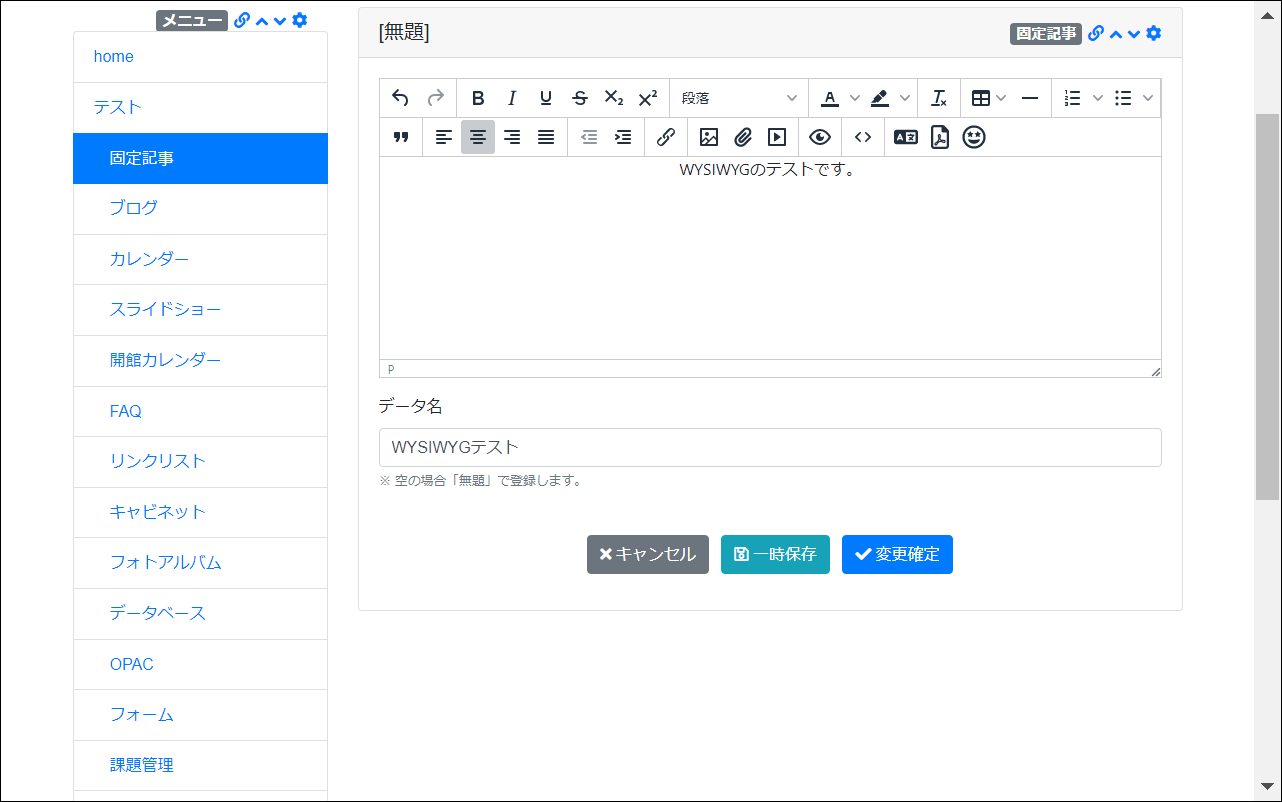 メニュー
home
テスト
固定記事
ブログ
カレンダー
スライドショー
開館カレンダー
FAQ
リンクリスト
キャビネット
フォトアルバム
データベース
OPAC
フォーム
課題管理
[無題]
固定記事
段落
WYSIWYGのテストです。
P
データ名
WYSIWYGテスト
※ 空の場合「無題」で登録します。
キャンセル
一時保存
変更確定